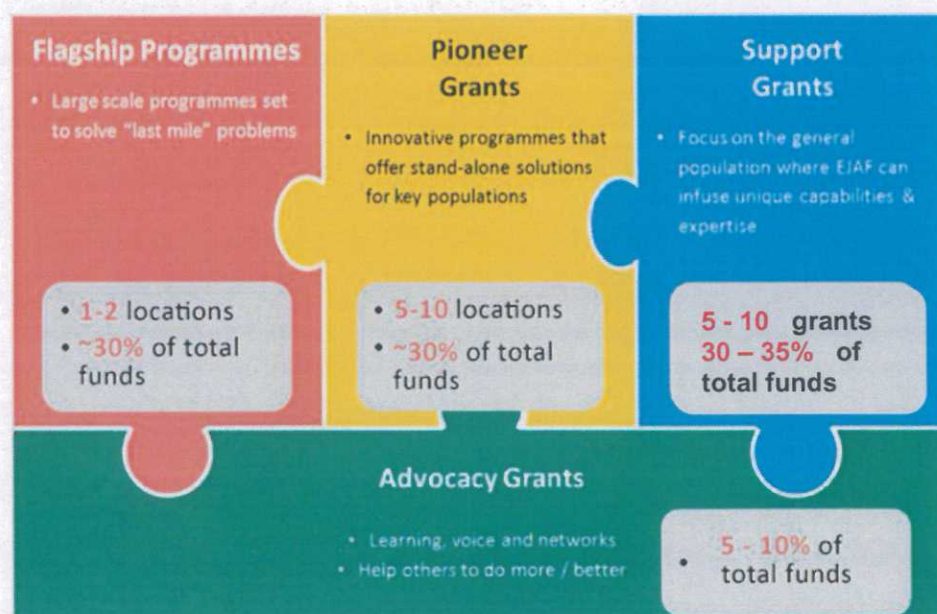 Flagship Programmes
• Large scale programmes set
to solve "last mile" problems
• 1-2 locations
• ~30% of total
funds
Pioneer
Grants
• Innovative programmes that
offer stand-alone solutions
for key populations
• 5-10 locations
• ~30% of total
funds
Support
Grants
• Focus on the general
population where EJAF can
infuse unique capabilities &
expertise
5 - 10 grants
30 – 35% of
total funds
Advocacy Grants
• Learning, voice and networks
• Help others to do more / better
• 5 - 10% of
total funds